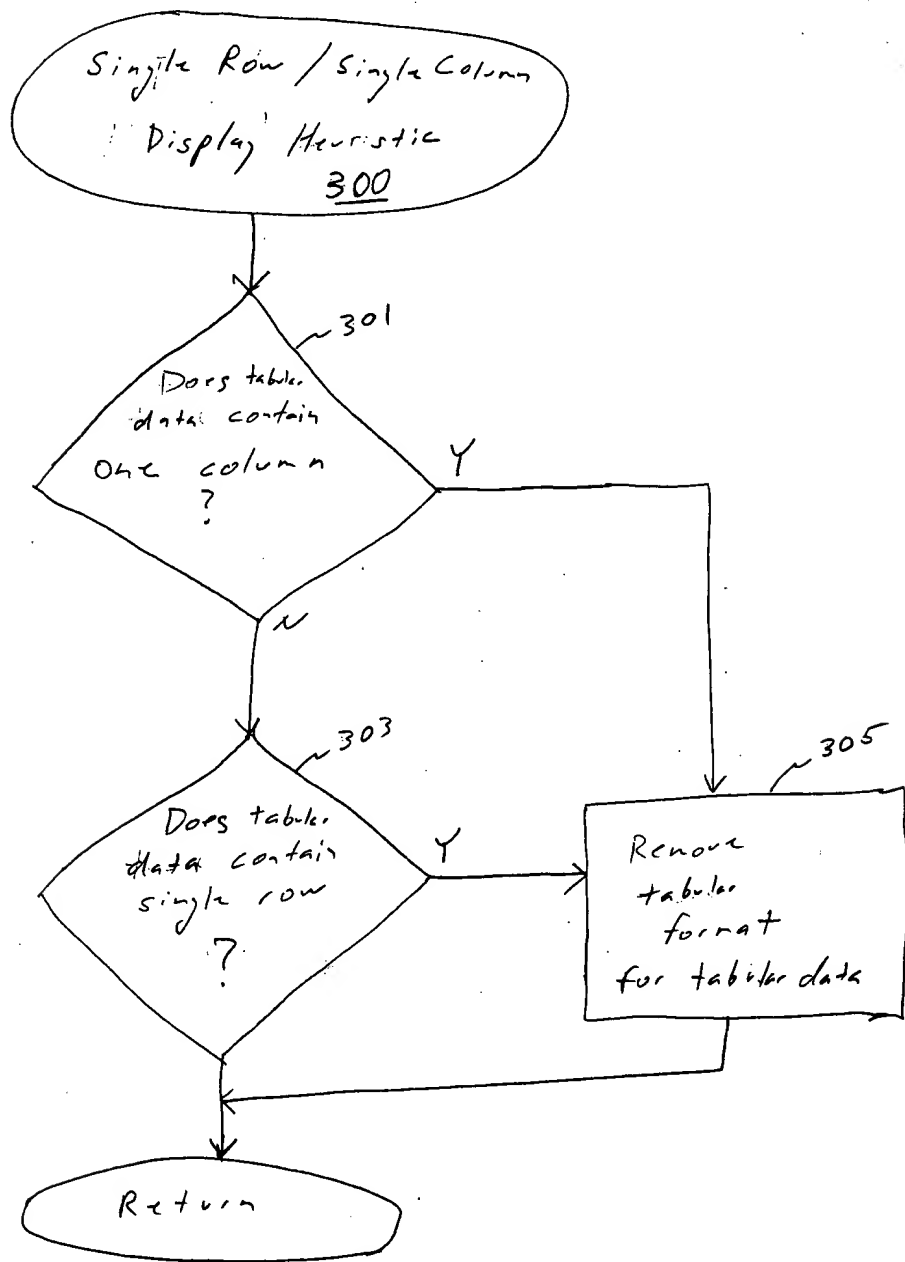 Single Row / Single Column
Display Heuristic
300
301
Does tabular
data contain
one column
?
Y
N
303
Does tabular
data contain
single row
?
Y
305
Remove
tabular
format
for tabular data
Return